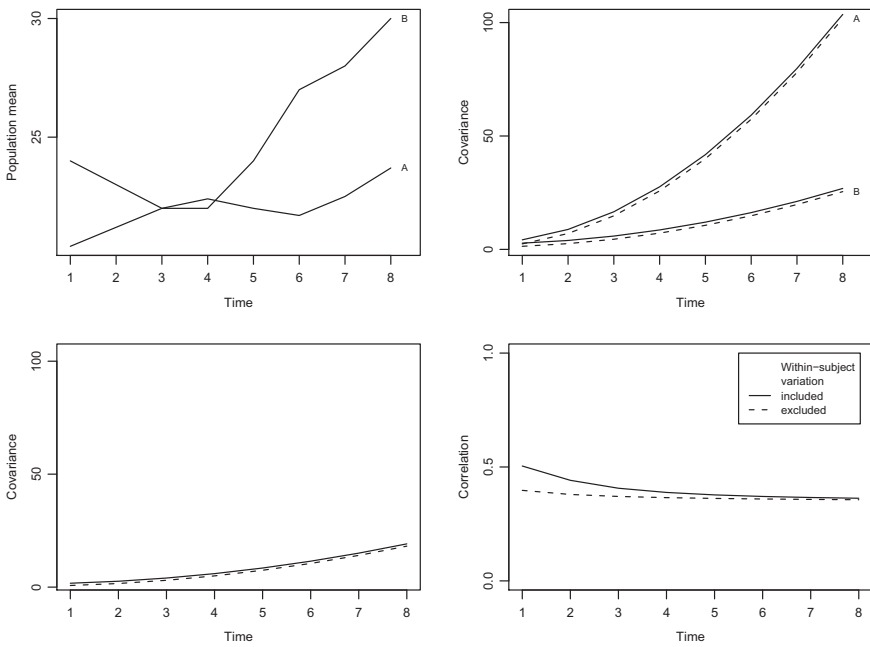 Population mean
30
25
B
A
1 2 3 4 5 6 7 8
Time
Covariance
100
50
0
A
B
1 2 3 4 5 6 7 8
Time
Covariance
100
50
0
1 2 3 4 5 6 7 8
Time
Correlation
1.0
0.5
0.0
Within−subject
variation
included
excluded
1 2 3 4 5 6 7 8
Time